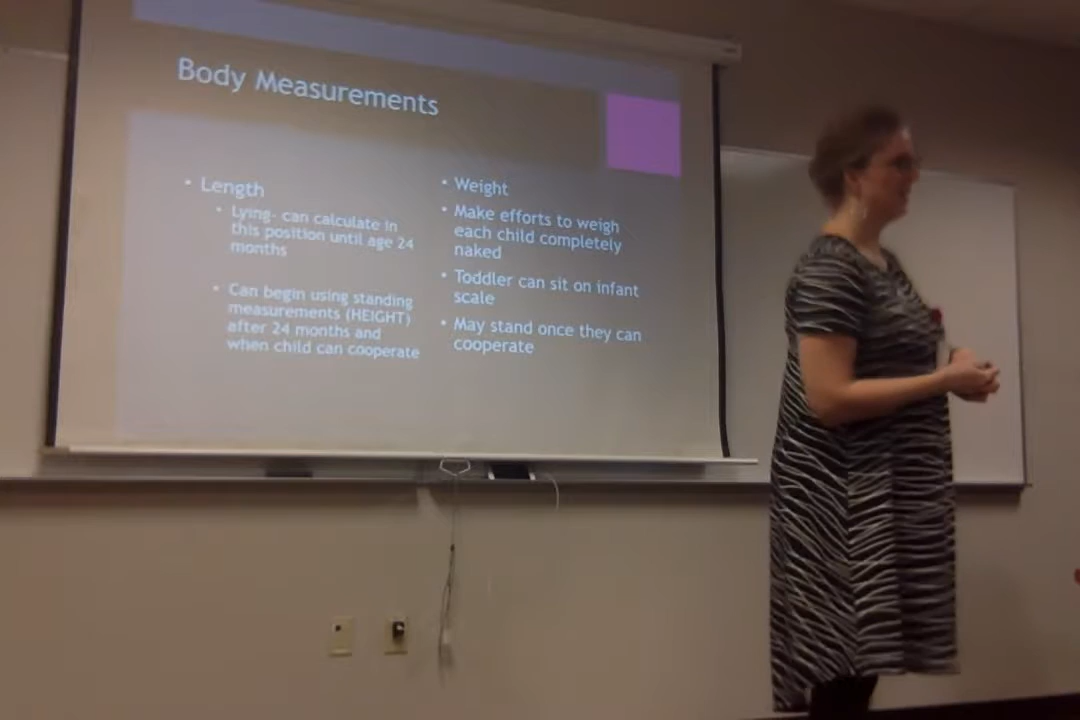 Body Measurements
• Length
• Lying- can calculate in
this position until age 24
months
• Can begin using standing
measurements (HEIGHT)
after 24 months and
when child can cooperate
• Weight
• Make efforts to weigh
each child completely
naked
• Toddler can sit on infant
scale
• May stand once they can
cooperate